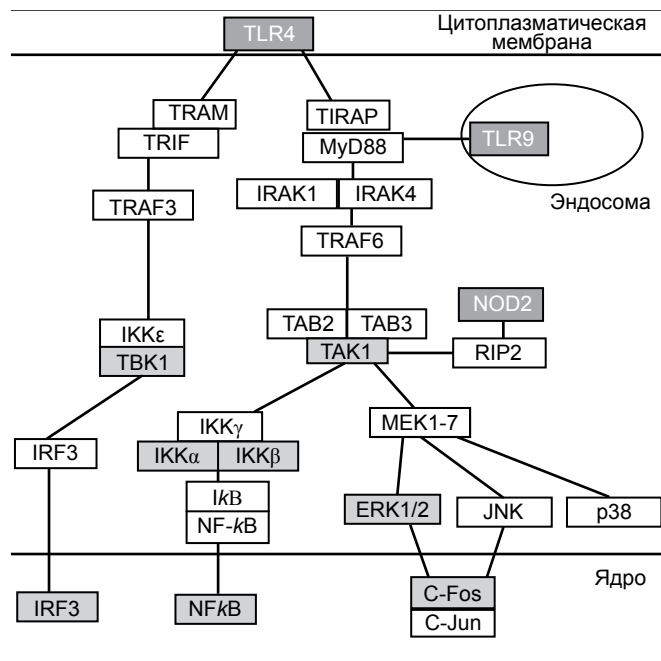 TLR4
Цитоплазматическая
мембрана
TRAM
TRIF
TIRAP
MyD88
TLR9
Эндосома
TRAF3
IRAK1
IRAK4
TRAF6
NOD2
TAB2
TAB3
TAK1
RIP2
IKKε
TBK1
IRF3
IKKγ
IKKα
IKKβ
IkB
NF-kB
MEK1-7
ERK1/2
JNK
p38
Ядро
IRF3
NFkB
C-Fos
C-Jun